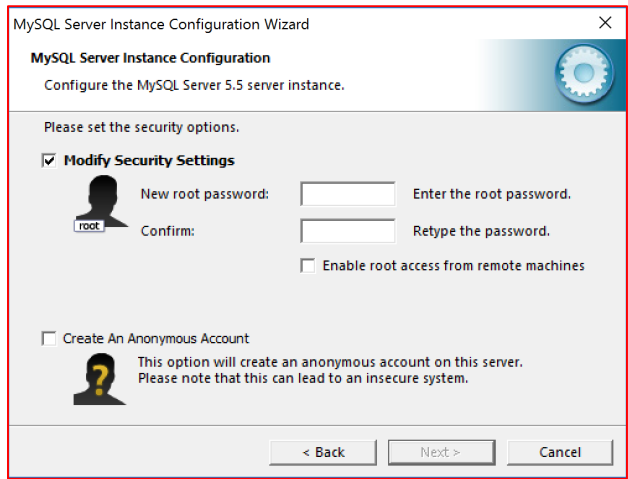 MySQL Server Instance Configuration Wizard
MySQL Server Instance Configuration
Configure the MySQL Server 5.5 server instance.
Please set the security options.
Modify Security Settings
root
New root password:
Enter the root password.
Confirm:
Retype the password.
Enable root access from remote machines
Create An Anonymous Account
This option will create an anonymous account on this server.
Please note that this can lead to an insecure system.
< Back
Next >
Cancel